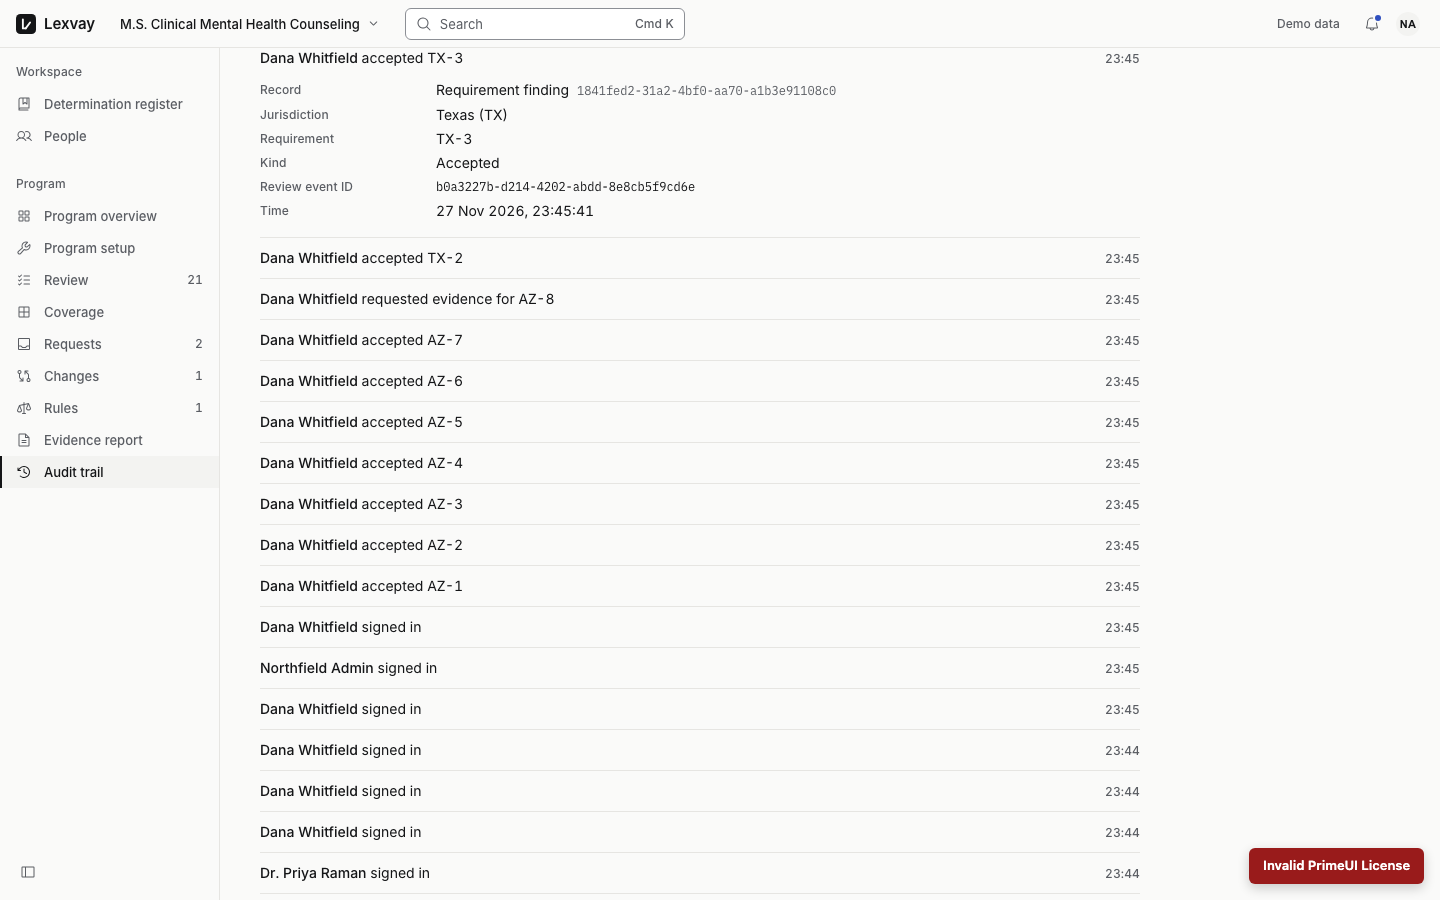 Lexvay
M.S. Clinical Mental Health Counseling
Search
Cmd K
Demo data
NA
Workspace
Determination register
People
Program
Program overview
Program setup
Review 21
Coverage
Requests 2
Changes 1
Rules 1
Evidence report
Audit trail
Dana Whitfield accepted TX-3 23:45
Record Requirement finding 1841fed2-31a2-4bf0-aa70-a1b3e91108c0
Jurisdiction Texas (TX)
Requirement TX-3
Kind Accepted
Review event ID b0a3227b-d214-4202-abdd-8e8cb5f9cd6e
Time 27 Nov 2026, 23:45:41
Dana Whitfield accepted TX-2 23:45
Dana Whitfield requested evidence for AZ-8 23:45
Dana Whitfield accepted AZ-7 23:45
Dana Whitfield accepted AZ-6 23:45
Dana Whitfield accepted AZ-5 23:45
Dana Whitfield accepted AZ-4 23:45
Dana Whitfield accepted AZ-3 23:45
Dana Whitfield accepted AZ-2 23:45
Dana Whitfield accepted AZ-1 23:45
Dana Whitfield signed in 23:45
Northfield Admin signed in 23:45
Dana Whitfield signed in 23:45
Dana Whitfield signed in 23:44
Dana Whitfield signed in 23:44
Dana Whitfield signed in 23:44
Dr. Priya Raman signed in 23:44
Invalid PrimeUI License